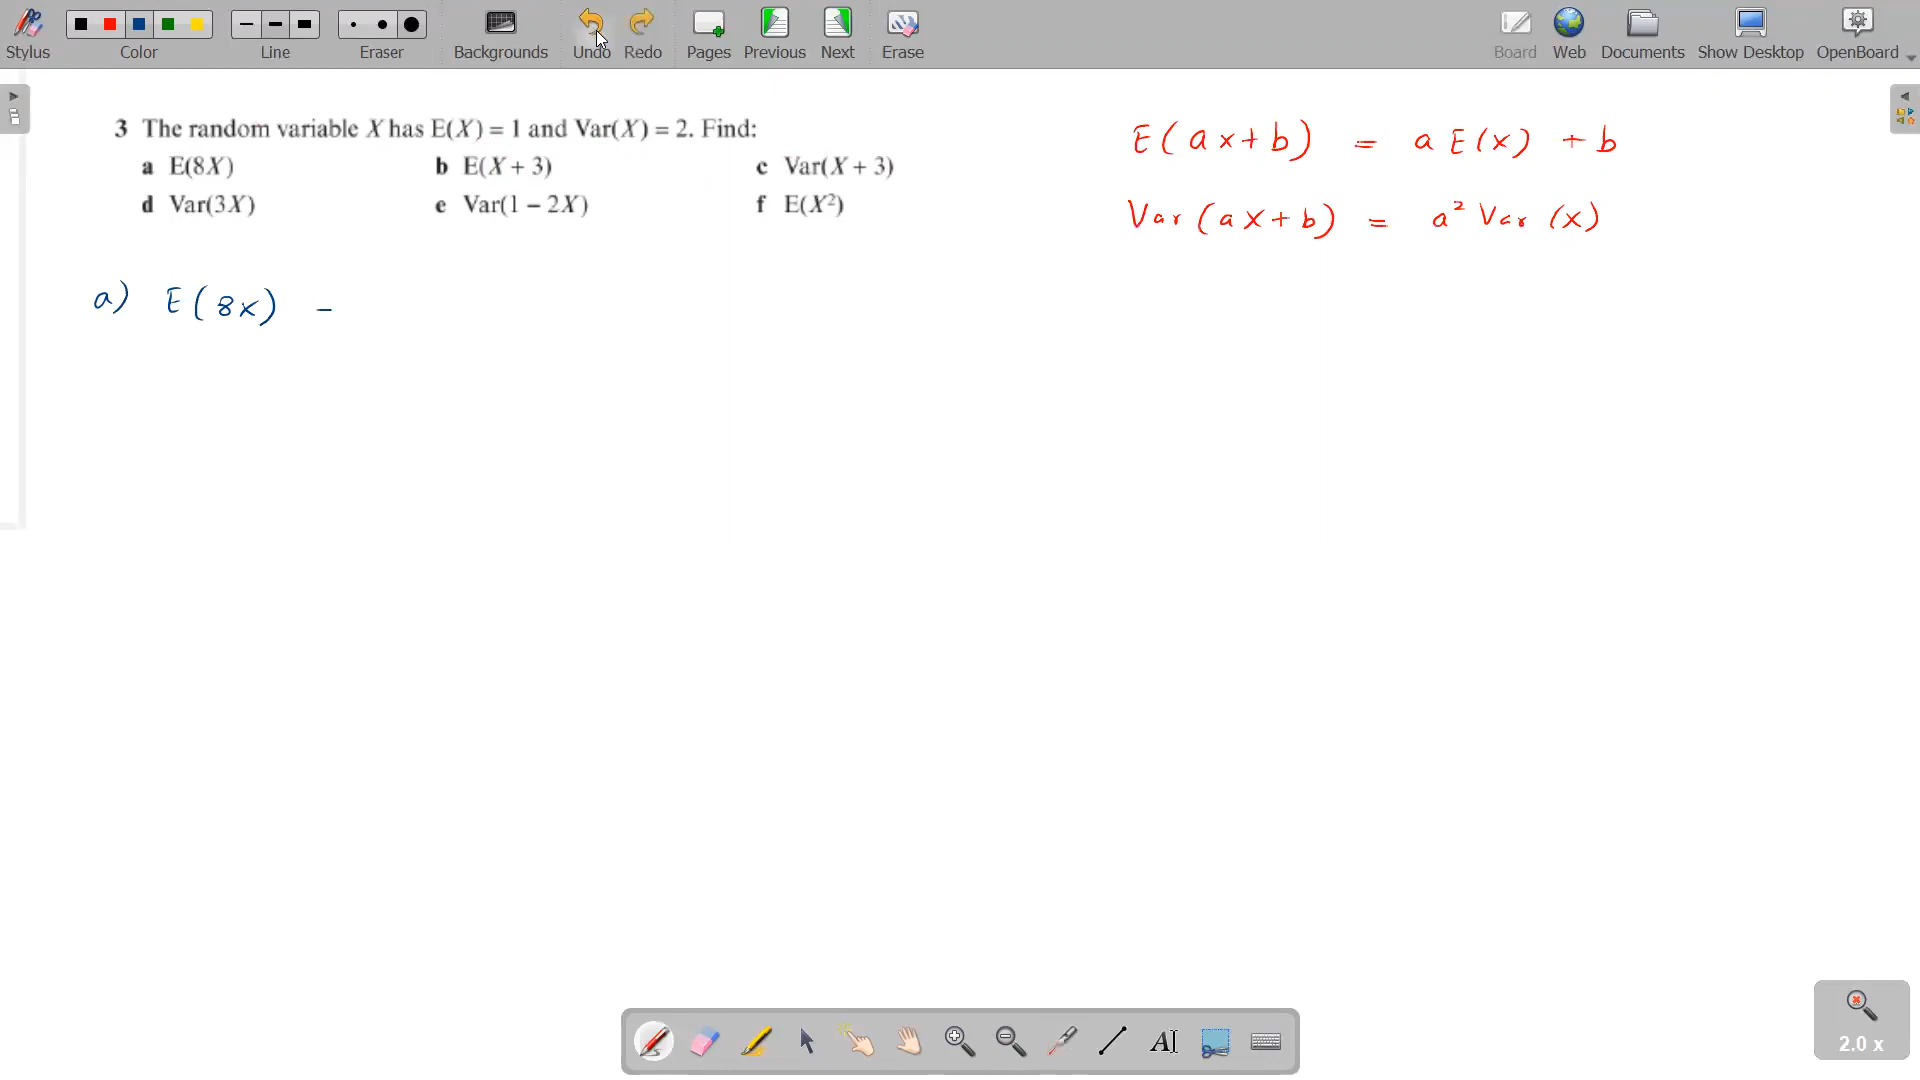 Stylus Color Line Eraser Backgrounds Undo Redo Pages Previous Next Erase Board Web Documents Show Desktop OpenBoard
3 The random variable X has E(X) = 1 and Var(X) = 2. Find:
a E(8X) b E(X + 3) c Var(X + 3)
d Var(3X) e Var(1 – 2X) f E(X²)
E(ax+b) = a E(x) + b
Var(ax+b) = a² Var(x)
a) E(8x) -
2.0 x